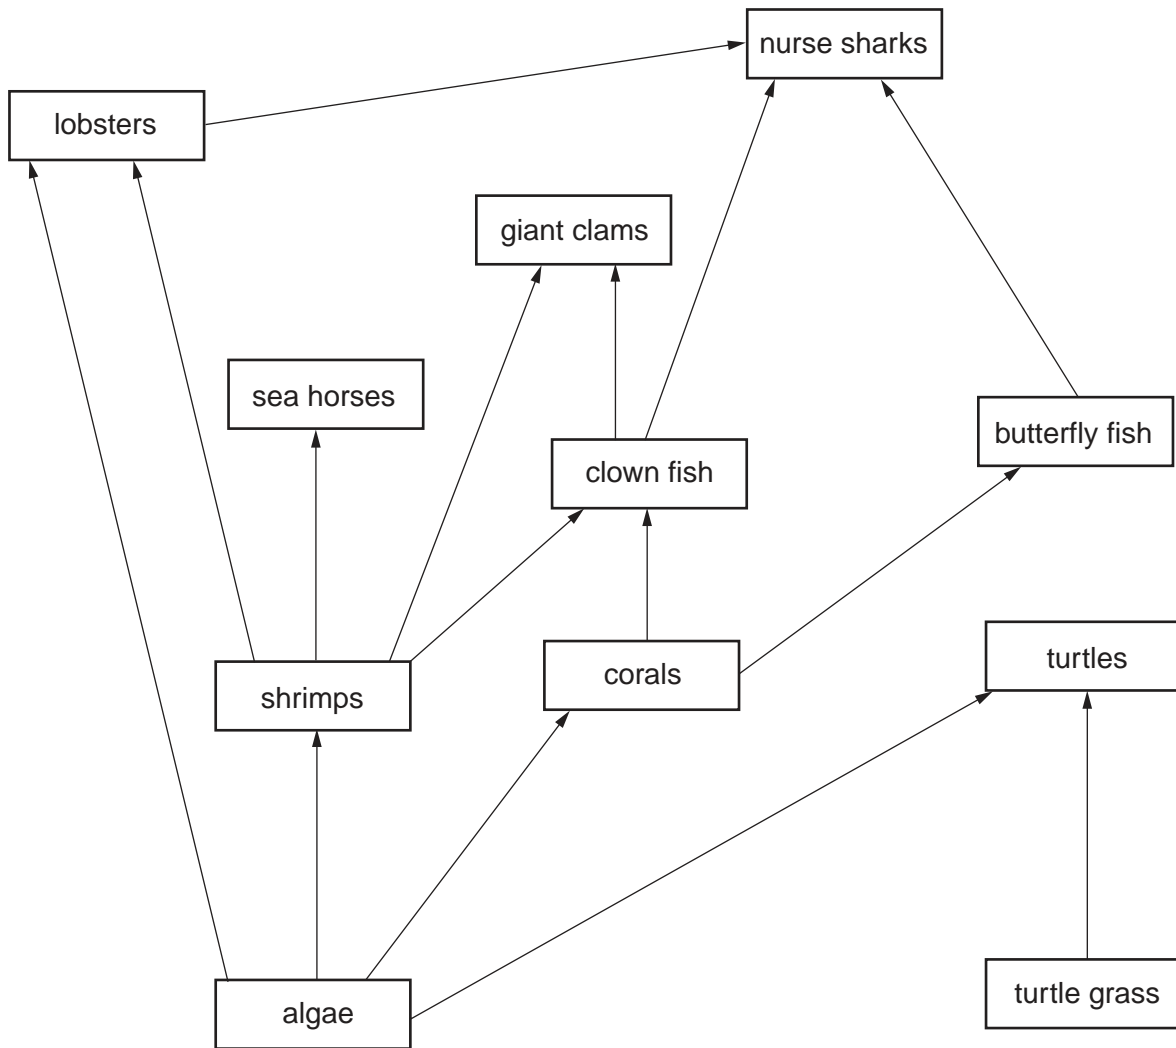 nurse sharks
lobsters
giant clams
sea horses
butterfly fish
clown fish
turtles
corals
shrimps
turtle grass
algae